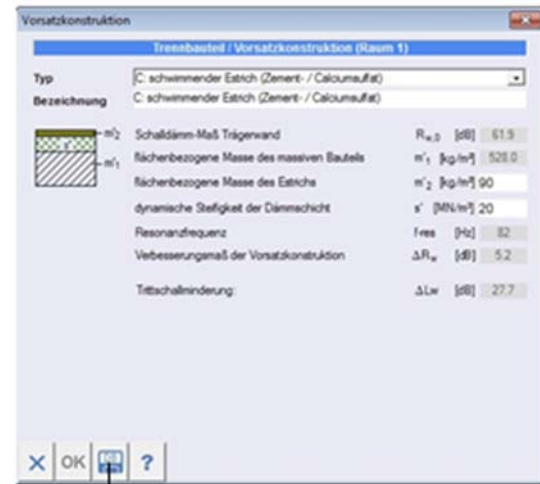 Vorsatzkonstruktion
Trennbauteil / Vorsatzkonstruktion (Raum 1)
Typ C: schwimmender Estrich (Zement- / Calciumsulfat)
Bezeichnung C: schwimmender Estrich (Zement- / Calciumsulfat)
m'2
s'
m'1
Schalldämm-Maß Trägerwand Rw,0 [dB] 61.9
flächenbezogene Masse des massiven Bauteils m'1 [kg/m²] 528.0
flächenbezogene Masse des Estrichs m'2 [kg/m²] 90
dynamische Steifigkeit der Dämmschicht s' [MN/m³] 20
Resonanzfrequenz f-res [Hz] 82
Verbesserungsmaß der Vorsatzkonstruktion ΔRw [dB] 5.2
Trittschallminderung: ΔLw [dB] 27.7
OK ?